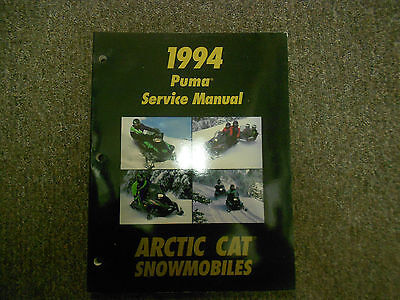 1994
Puma®
Service Manual
ARCTIC CAT
SNOWMOBILES